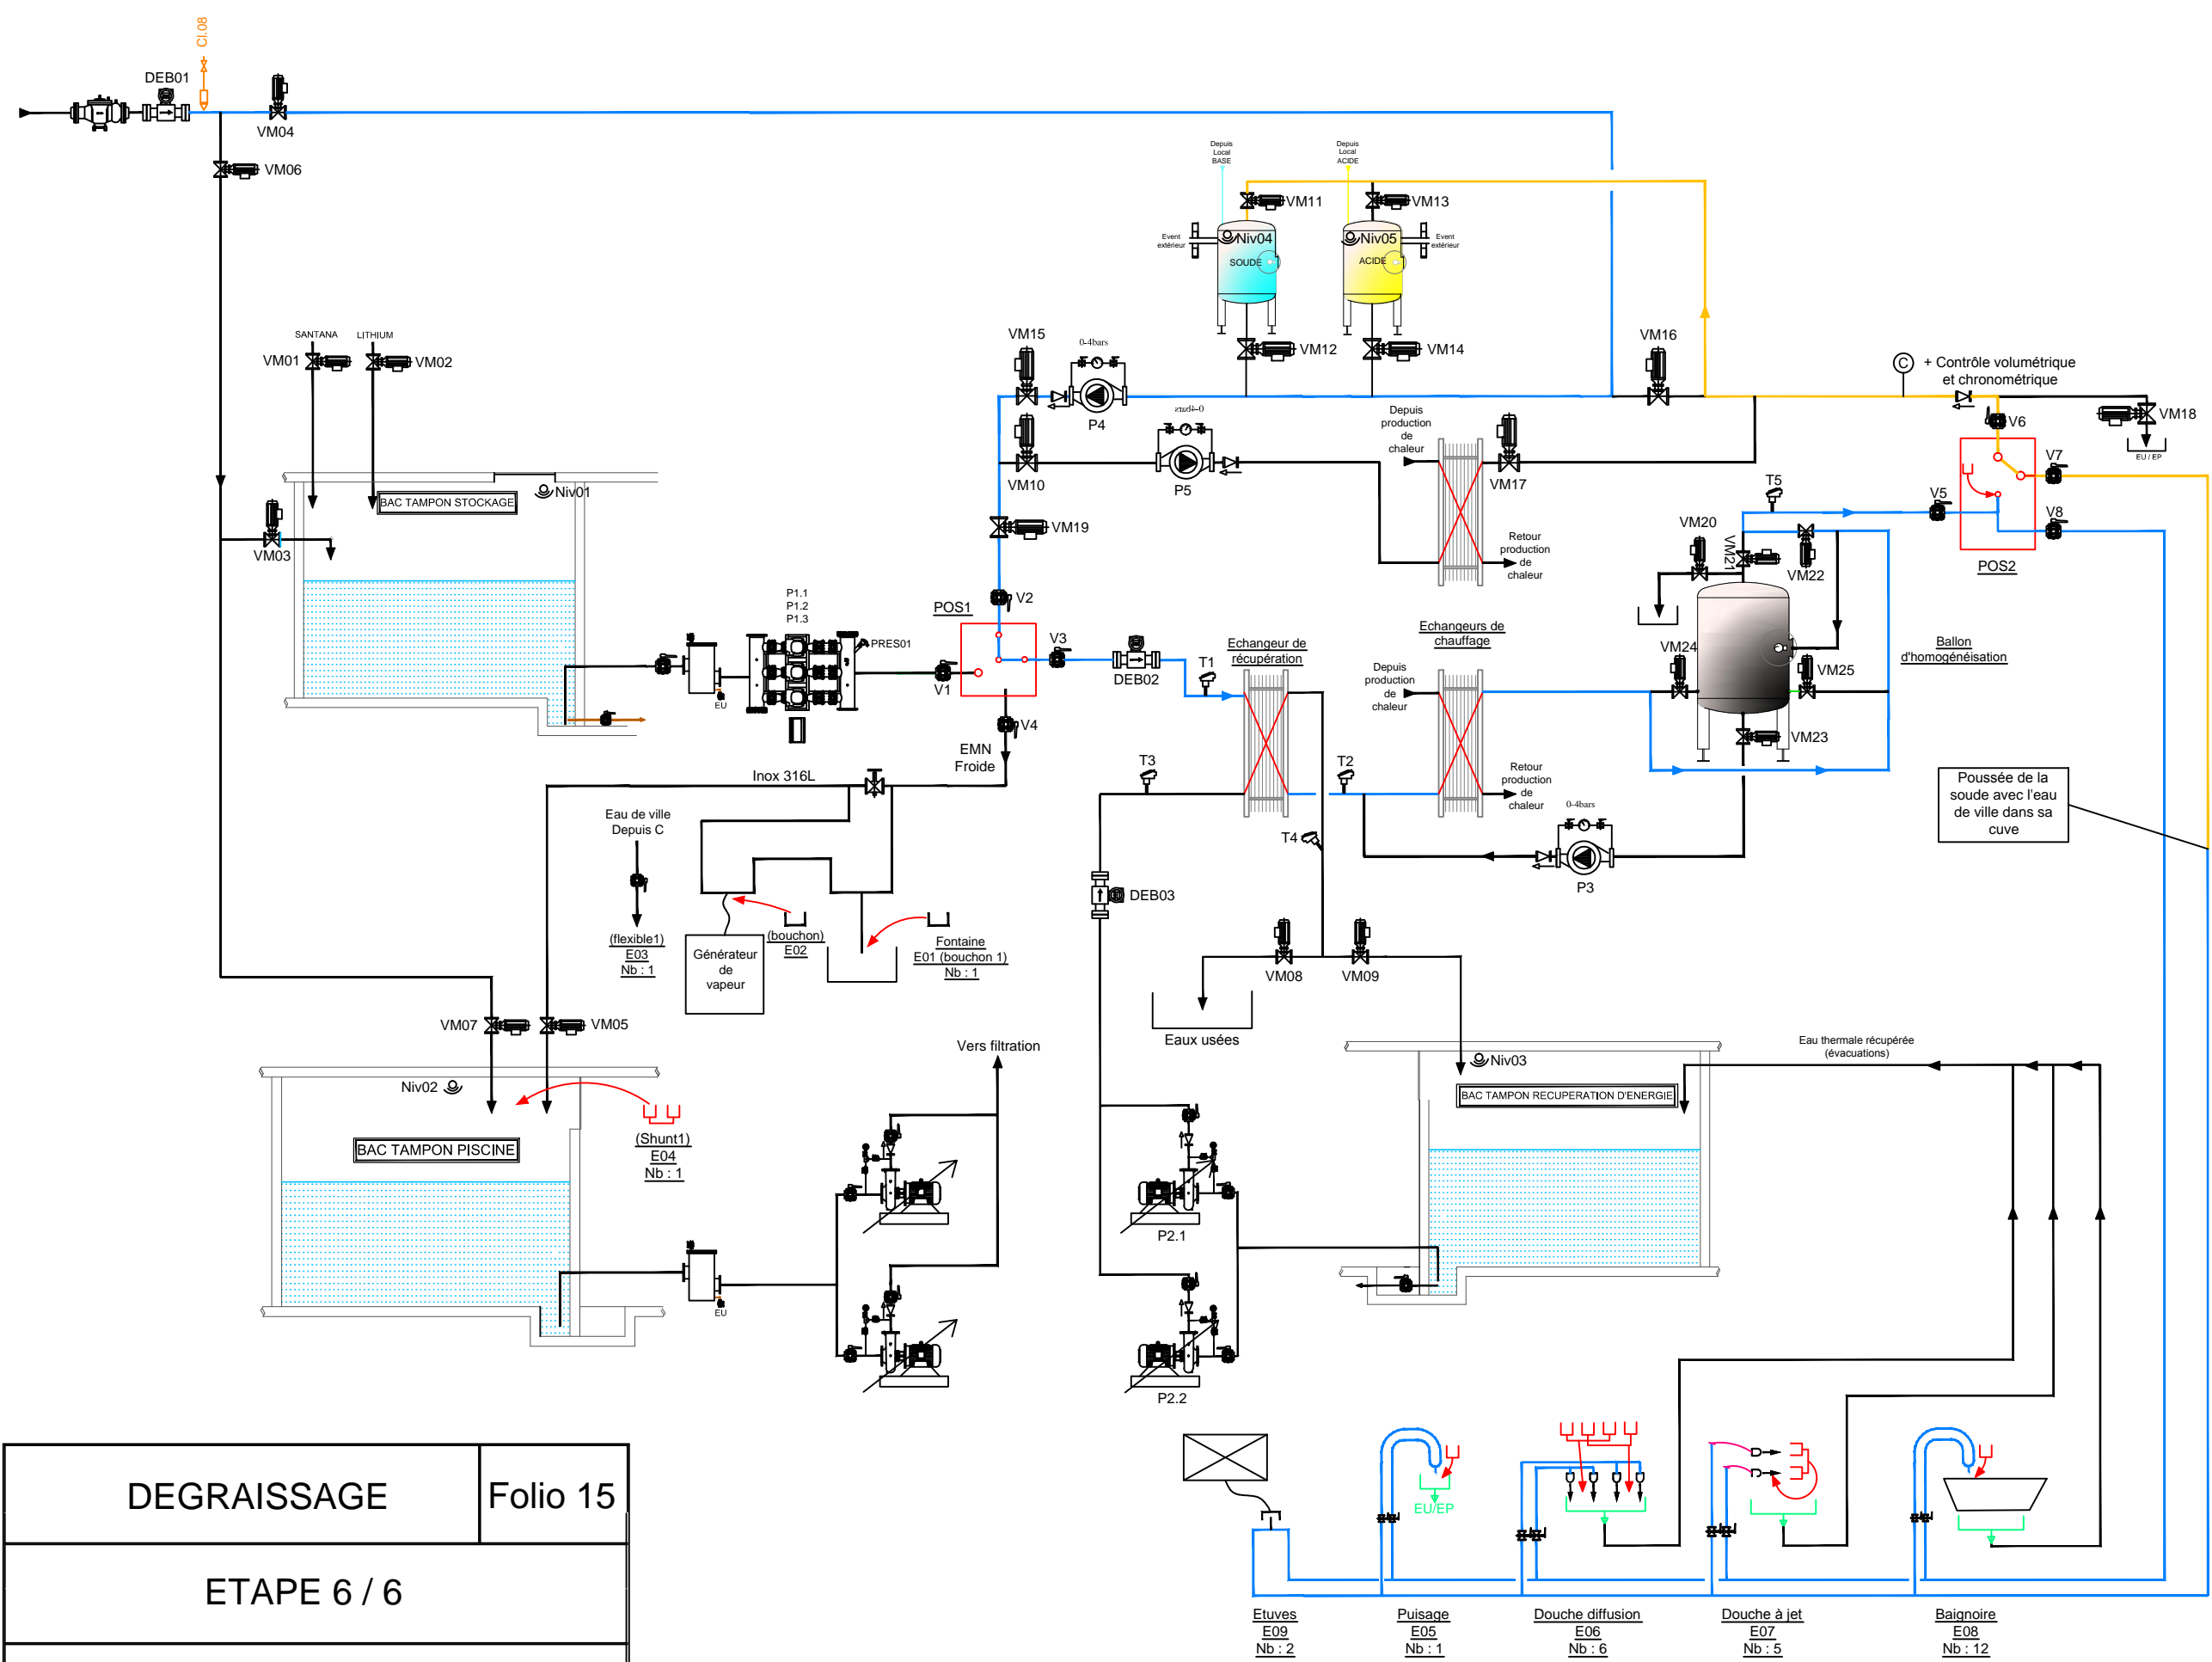 CI.08
DEB01
VM04
VM06
Depuis
Local
BASE
Depuis
Local
ACIDE
VM11
VM13
Niv04
Niv05
Event
extérieur
Event
extérieur
SOUDE
ACIDE
VM12
VM14
SANTANA
LITHIUM
VM01
VM02
VM15
0-4bars
P4
VM16
C
+ Contrôle volumétrique
et chronométrique
VM18
EU / EP
V6
VM10
P5
Depuis
production
de
chaleur
VM17
Niv01
BAC TAMPON STOCKAGE
VM03
VM19
Retour
production
de
chaleur
T5
V5
V7
V8
POS2
VM20
VM21
VM22
P1.1
P1.2
P1.3
PRES01
EU
V1
POS1
V2
V3
V4
DEB02
T1
Echangeur de
récupération
Echangeurs de
chauffage
Depuis
production
de
chaleur
VM24
VM25
Ballon
d'homogénéisation
VM23
EMN
Froide
Inox 316L
T3
T2
Retour
production
de
chaleur
0-4bars
P3
Poussée de la
soude avec l'eau
de ville dans sa
cuve
Eau de ville
Depuis C
T4
DEB03
(flexible1)
E03
Nb : 1
Générateur
de
vapeur
(bouchon)
E02
Fontaine
E01 (bouchon 1)
Nb : 1
VM08
VM09
Eaux usées
VM07
VM05
Vers filtration
Niv02
Niv03
Eau thermale récupérée
(évacuations)
BAC TAMPON RECUPERATION D'ENERGIE
BAC TAMPON PISCINE
(Shunt1)
E04
Nb : 1
EU
P2.1
P2.2
DEGRAISSAGE
Folio 15
ETAPE 6 / 6
EU/EP
Etuves
E09
Nb : 2
Puisage
E05
Nb : 1
Douche diffusion
E06
Nb : 6
Douche à jet
E07
Nb : 5
Baignoire
E08
Nb : 12